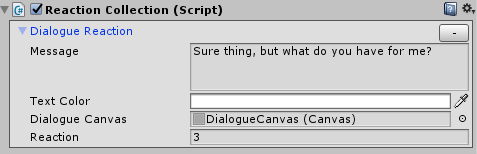 Reaction Collection (Script)
Dialogue Reaction
-
Message
Sure thing, but what do you have for me?
Text Color
Dialogue Canvas
DialogueCanvas (Canvas)
Reaction
3